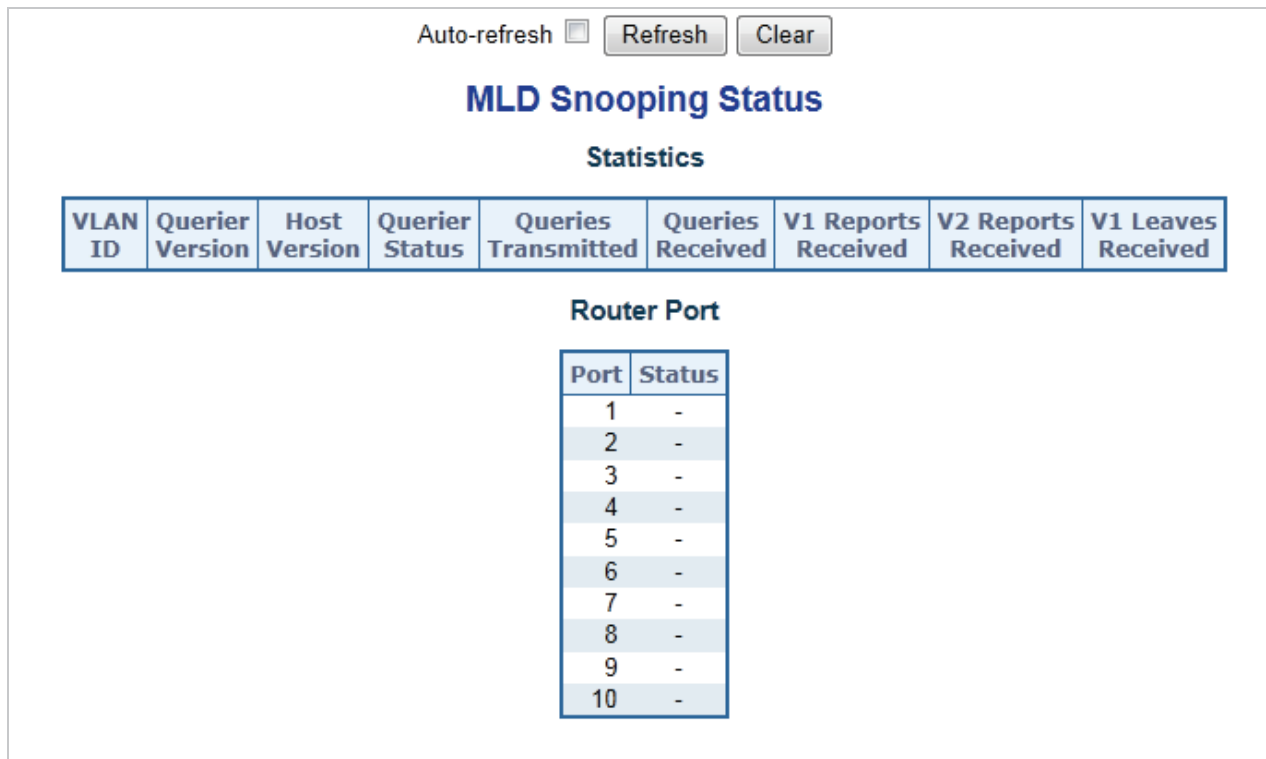 Auto-refresh Refresh Clear
MLD Snooping Status
Statistics
VLAN ID Querier Version Host Version Querier Status Queries Transmitted Queries Received V1 Reports Received V2 Reports Received V1 Leaves Received
Router Port
Port Status
1 -
2 -
3 -
4 -
5 -
6 -
7 -
8 -
9 -
10 -